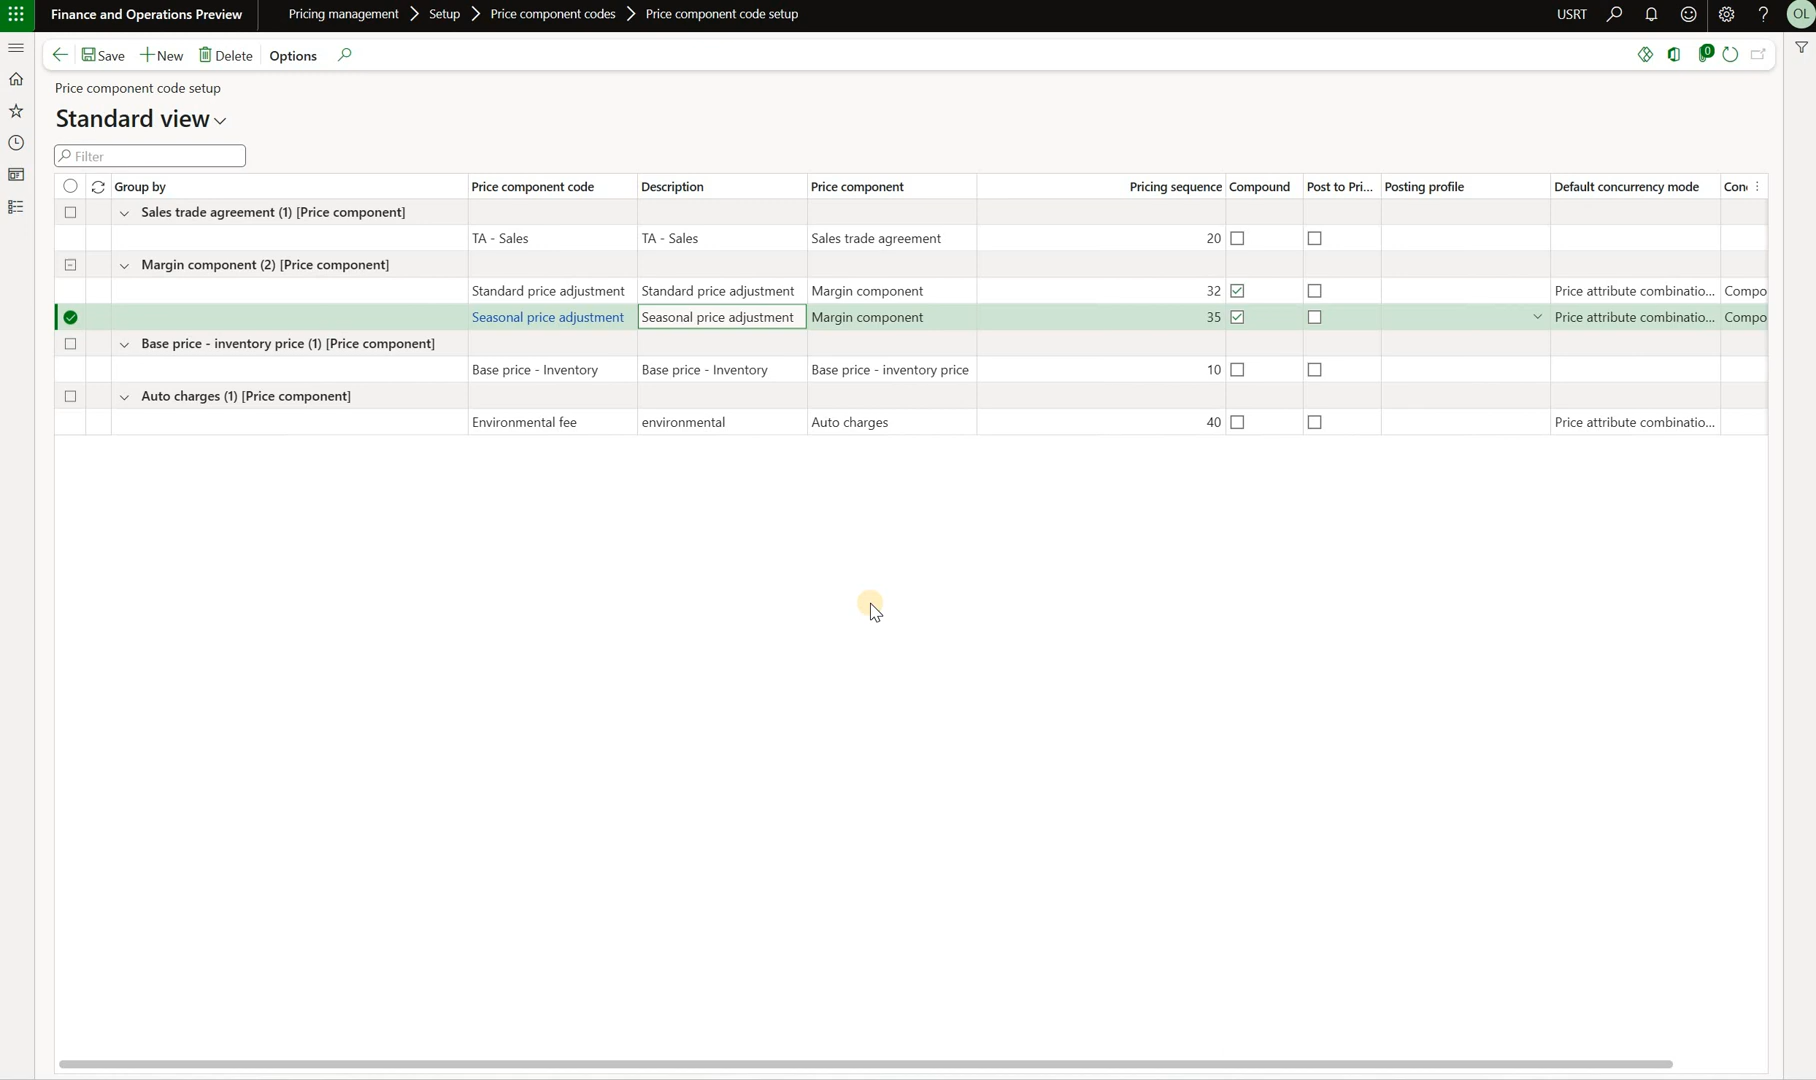 Finance and Operations Preview Pricing management Setup Price component codes Price component code setup USRT OL
Save New Delete Options 0
Price component code setup
Standard view
Filter
Group by Price component code Description Price component Pricing sequence Compound Post to Pri... Posting profile Default concurrency mode
Sales trade agreement (1) [Price component]
TA - Sales TA - Sales Sales trade agreement 20
Margin component (2) [Price component]
Standard price adjustment Standard price adjustment Margin component 32 Price attribute combinatio... Compo
Seasonal price adjustment Seasonal price adjustment Margin component 35 Price attribute combinatio... Compo
Base price - inventory price (1) [Price component]
Base price - Inventory Base price - Inventory Base price - inventory price 10
Auto charges (1) [Price component]
Environmental fee environmental Auto charges 40 Price attribute combinatio...